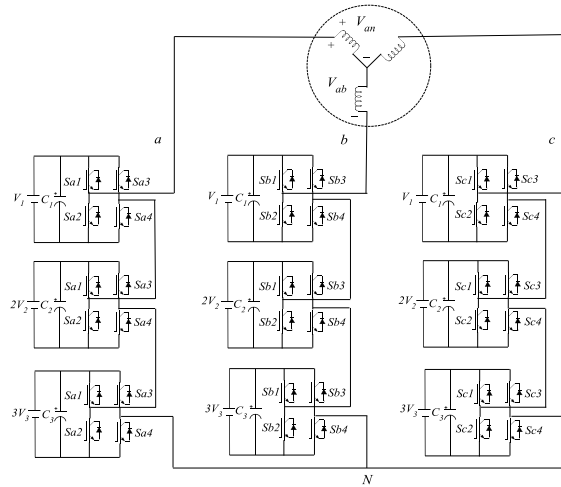 + V_an
+
−
V_ab
−
a b c
Sa1 Sa3 Sb1 Sb3 Sc1 Sc3
V_1 C_1 + V_1 C_1 + V_1 C_1 +
Sa2 Sa4 Sb2 Sb4 Sc2 Sc4
Sa1 Sa3 Sb1 Sb3 Sc1 Sc3
2V_2 C_2 + 2V_2 C_2 + 2V_2 C_2 +
Sa2 Sa4 Sb2 Sb4 Sc2 Sc4
Sa1 Sa3 Sb1 Sb3 Sc1 Sc3
3V_3 C_3 + 3V_3 C_3 + 3V_3 C_3 +
Sa2 Sa4 Sb2 Sb4 Sc2 Sc4
N